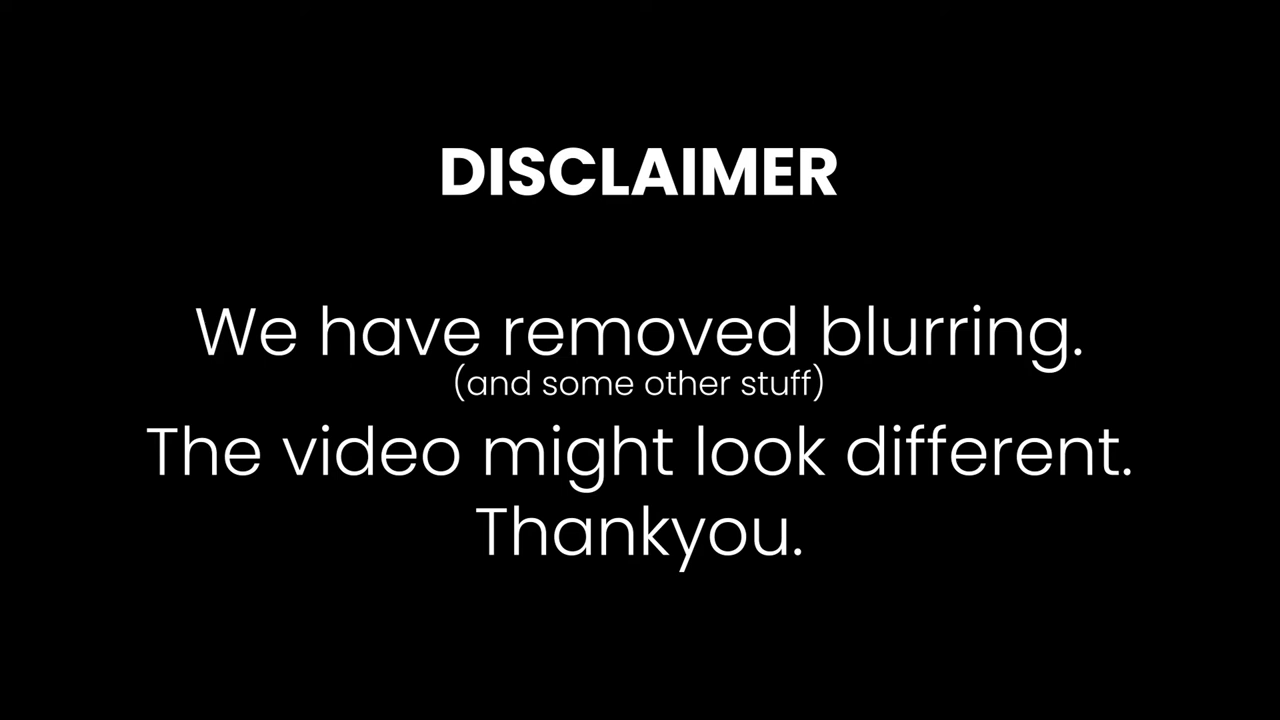 DISCLAIMER
We have removed blurring.
(and some other stuff)
The video might look different.
Thankyou.